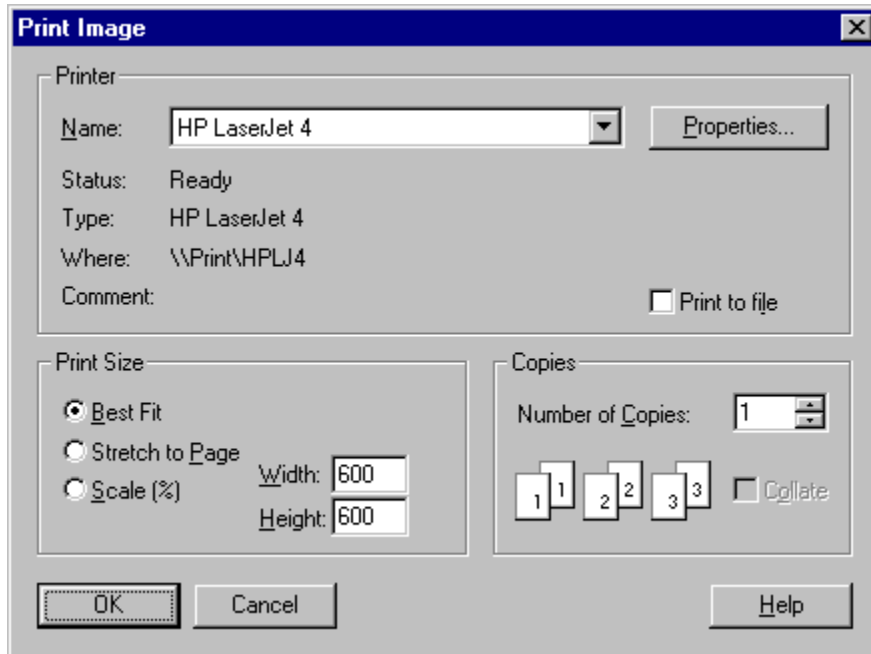 Print Image
Printer
Name: HP LaserJet 4 Properties...
Status: Ready
Type: HP LaserJet 4
Where: \\Print\HPLJ4
Comment: Print to file
Print Size
Best Fit
Stretch to Page
Scale (%)
Width: 600
Height: 600
Copies
Number of Copies: 1
1 1 2 2 3 3 Collate
OK Cancel Help